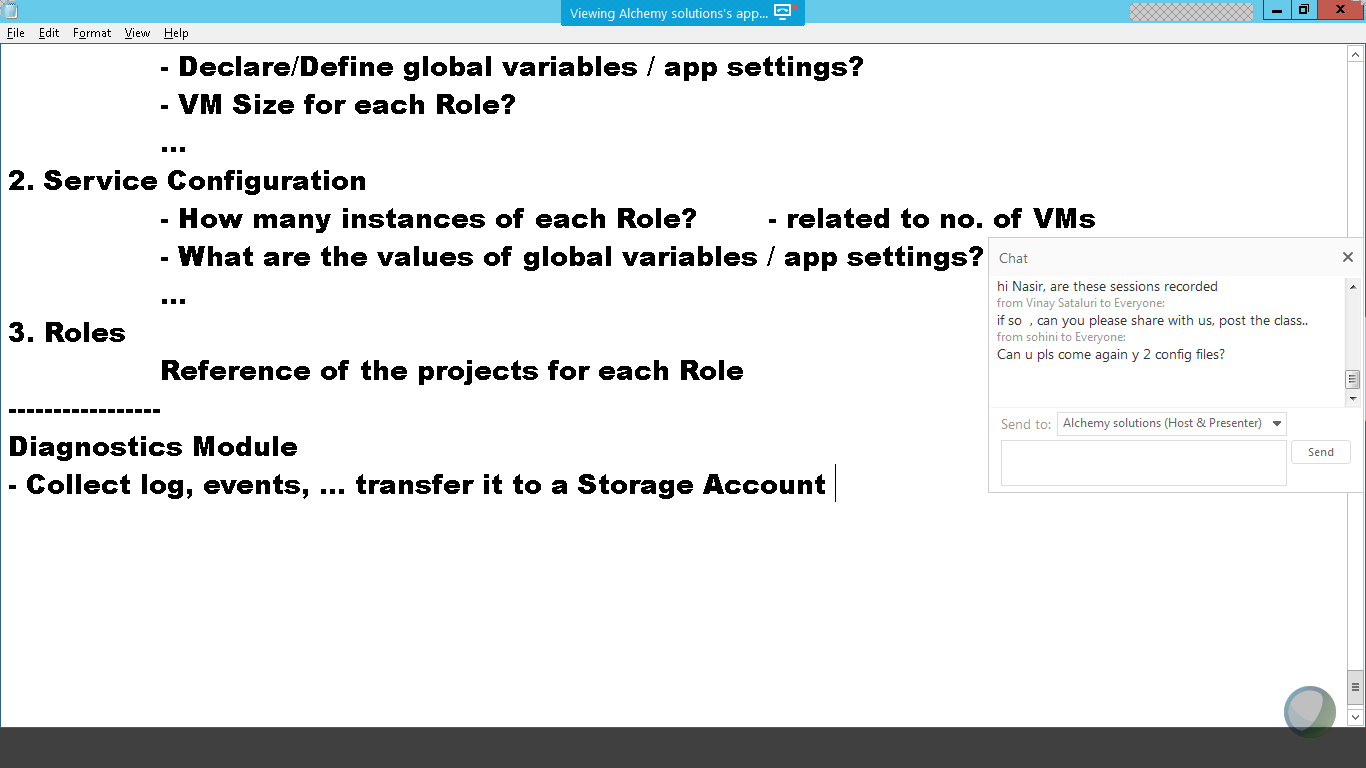 Viewing Alchemy solutions's app...
File Edit Format View Help
- Declare/Define global variables / app settings?
- VM Size for each Role?
...
2. Service Configuration
- How many instances of each Role? - related to no. of VMs
- What are the values of global variables / app settings?
...
3. Roles
Reference of the projects for each Role
-----------------
Diagnostics Module
- Collect log, events, ... transfer it to a Storage Account
Chat
hi Nasir, are these sessions recorded
from Vinay Sataluri to Everyone:
if so , can you please share with us, post the class..
from sohini to Everyone:
Can u pls come again y 2 config files?
Send to: Alchemy solutions (Host & Presenter)
Send